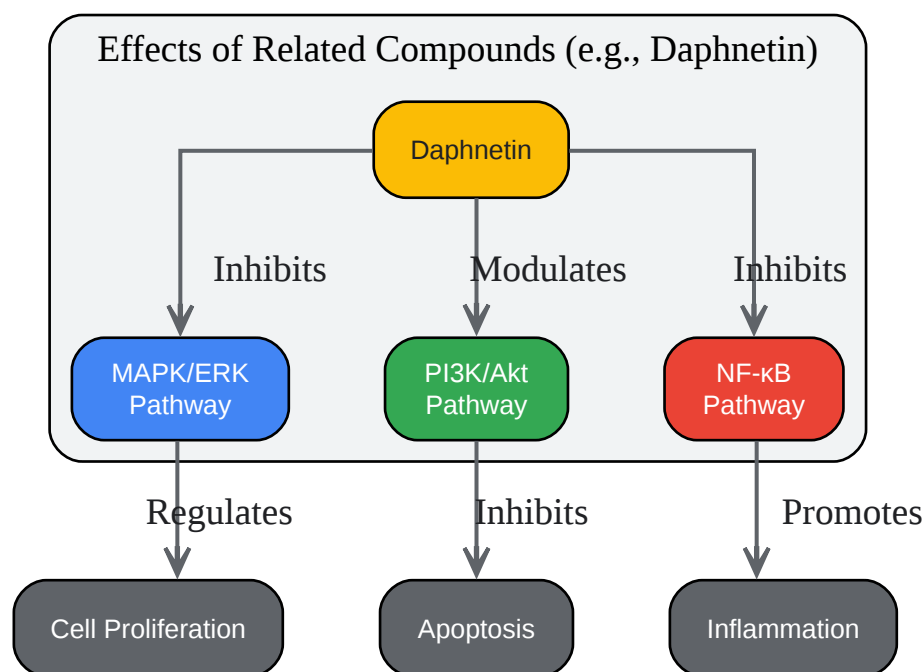 Effects of Related Compounds (e.g., Daphnetin)
Daphnetin
Inhibits
Modulates
Inhibits
MAPK/ERK
Pathway
PI3K/Akt
Pathway
NF-κB
Pathway
Regulates
Inhibits
Promotes
Cell Proliferation
Apoptosis
Inflammation